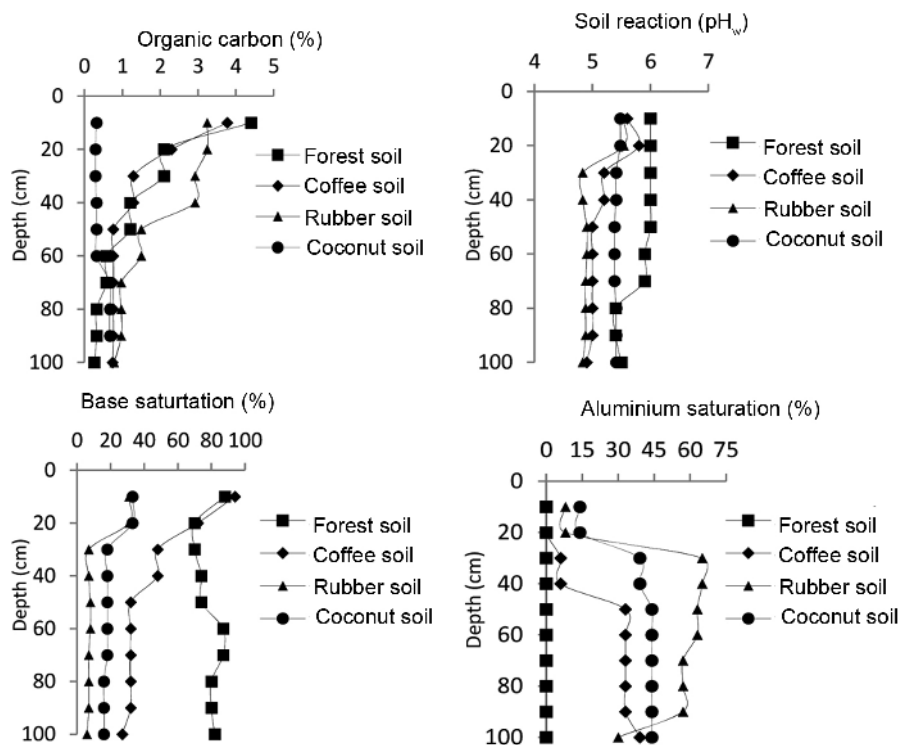 Organic carbon (%)
0 1 2 3 4 5
0
20
40
60
80
100
Depth (cm)
Forest soil
Coffee soil
Rubber soil
Coconut soil
Soil reaction (pHw)
4 5 6 7
0
20
40
60
80
100
Depth (cm)
Forest soil
Coffee soil
Rubber soil
Coconut soil
Base saturtation (%)
0 20 40 60 80 100
0
20
40
60
80
100
Depth (cm)
Forest soil
Coffee soil
Rubber soil
Coconut soil
Aluminium saturation (%)
0 15 30 45 60 75
0
20
40
60
80
100
Depth (cm)
Forest soil
Coffee soil
Rubber soil
Coconut soil